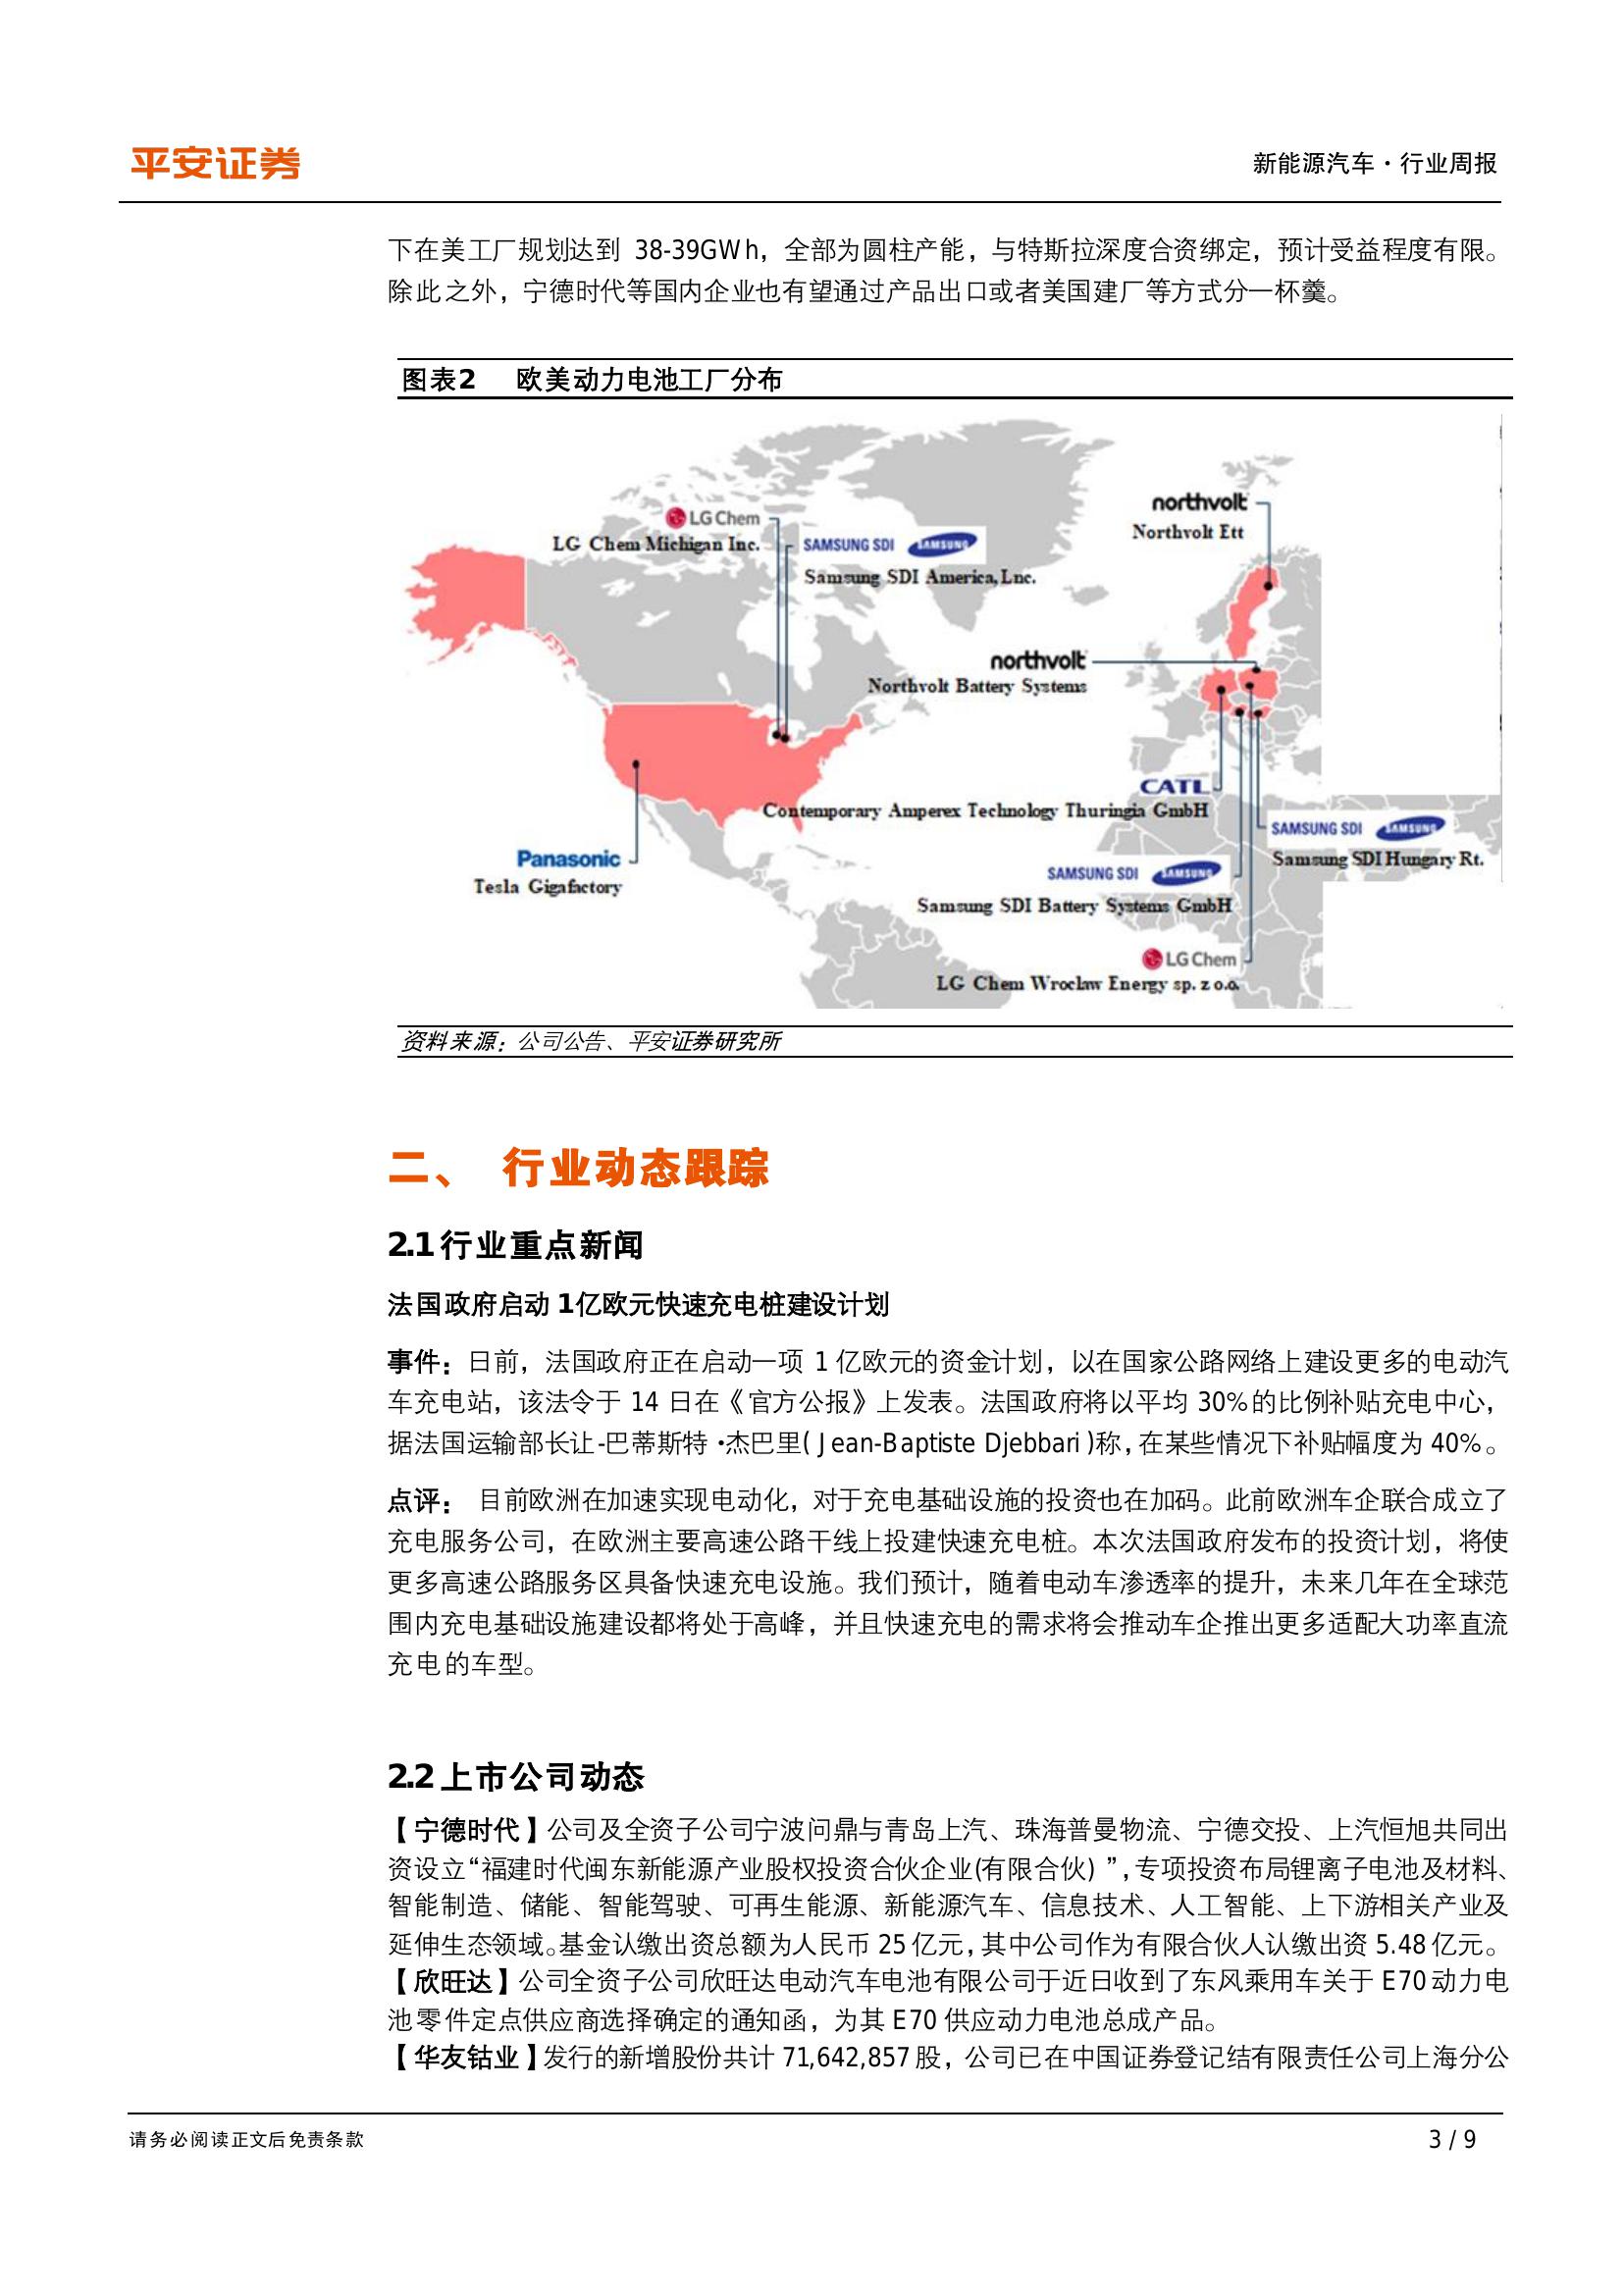 平安证券
新能源汽车·行业周报
下在美工厂规划达到 38-39GWh，全部为圆柱产能，与特斯拉深度合资绑定，预计受益程度有限。
除此之外，宁德时代等国内企业也有望通过产品出口或者美国建厂等方式分一杯羹。
图表2 欧美动力电池工厂分布
northvolt
Northvolt Ett
LG Chem
LG Chem Michigan Inc.
SAMSUNG SDI SAMSUNG
Samsung SDI America,Lnc.
northvolt
Northvolt Battery Systems
CATL
Contemporary Amperex Technology Thuringia GmbH
SAMSUNG SDI SAMSUNG
Samsung SDI Hungary Rt.
Panasonic
Tesla Gigafactory
SAMSUNG SDI SAMSUNG
Samsung SDI Battery Systems GmbH
LG Chem
LG Chem Wroclaw Energy sp. z o.o.
资料来源：公司公告、平安证券研究所
二、 行业动态跟踪
2.1行业重点新闻
法国政府启动1亿欧元快速充电桩建设计划
事件：日前，法国政府正在启动一项 1 亿欧元的资金计划，以在国家公路网络上建设更多的电动汽
车充电站，该法令于 14 日在《官方公报》上发表。法国政府将以平均 30%的比例补贴充电中心，
据法国运输部长让-巴蒂斯特·杰巴里(Jean-Baptiste Djebbari)称，在某些情况下补贴幅度为 40%。
点评： 目前欧洲在加速实现电动化，对于充电基础设施的投资也在加码。此前欧洲车企联合成立了
充电服务公司，在欧洲主要高速公路干线上投建快速充电桩。本次法国政府发布的投资计划，将使
更多高速公路服务区具备快速充电设施。我们预计，随着电动车渗透率的提升，未来几年在全球范
围内充电基础设施建设都将处于高峰，并且快速充电的需求将会推动车企推出更多适配大功率直流
充电的车型。
2.2上市公司动态
【宁德时代】公司及全资子公司宁波问鼎与青岛上汽、珠海普曼物流、宁德交投、上汽恒旭共同出
资设立“福建时代闽东新能源产业股权投资合伙企业(有限合伙)”，专项投资布局锂离子电池及材料、
智能制造、储能、智能驾驶、可再生能源、新能源汽车、信息技术、人工智能、上下游相关产业及
延伸生态领域。基金认缴出资总额为人民币 25 亿元，其中公司作为有限合伙人认缴出资 5.48 亿元。
【欣旺达】公司全资子公司欣旺达电动汽车电池有限公司于近日收到了东风乘用车关于 E70 动力电
池零件定点供应商选择确定的通知函，为其 E70 供应动力电池总成产品。
【华友钴业】发行的新增股份共计 71,642,857 股，公司已在中国证券登记结有限责任公司上海分公
请务必阅读正文后免责条款
3 / 9